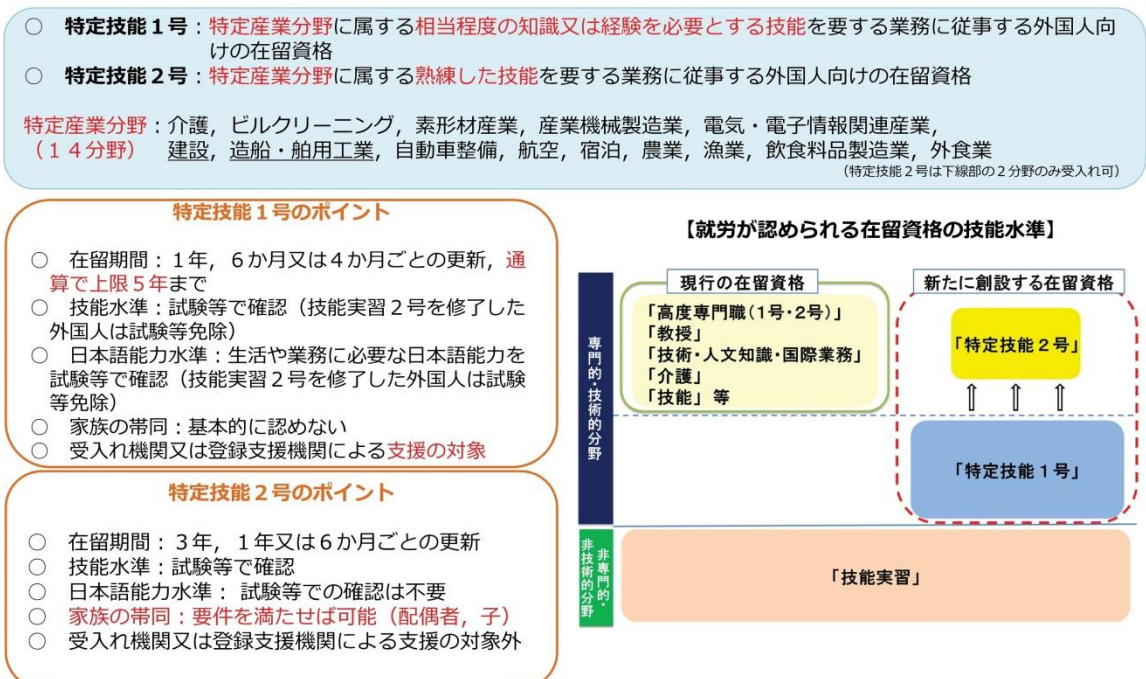 ○ 特定技能１号：特定産業分野に属する相当程度の知識又は経験を必要とする技能を要する業務に従事する外国人向
けの在留資格
○ 特定技能２号：特定産業分野に属する熟練した技能を要する業務に従事する外国人向けの在留資格
特定産業分野：介護，ビルクリーニング，素形材産業，産業機械製造業，電気・電子情報関連産業，
（１４分野） 建設，造船・舶用工業，自動車整備，航空，宿泊，農業，漁業，飲食料品製造業，外食業
（特定技能２号は下線部の２分野のみ受入れ可）
特定技能１号のポイント
○ 在留期間：１年，６か月又は４か月ごとの更新，通
算で上限５年まで
○ 技能水準：試験等で確認（技能実習２号を修了した
外国人は試験等免除）
○ 日本語能力水準：生活や業務に必要な日本語能力を
試験等で確認（技能実習２号を修了した外国人は試験
等免除）
○ 家族の帯同：基本的に認めない
○ 受入れ機関又は登録支援機関による支援の対象
特定技能２号のポイント
○ 在留期間：３年，１年又は６か月ごとの更新
○ 技能水準：試験等で確認
○ 日本語能力水準： 試験等での確認は不要
○ 家族の帯同：要件を満たせば可能（配偶者，子）
○ 受入れ機関又は登録支援機関による支援の対象外
【就労が認められる在留資格の技能水準】
現行の在留資格
「高度専門職（１号・２号）」
「教授」
「技術・人文知識・国際業務」
「介護」
「技能」等
新たに創設する在留資格
「特定技能２号」
「特定技能１号」
専門的・技術的分野
非専門的・
非技術的分野
「技能実習」